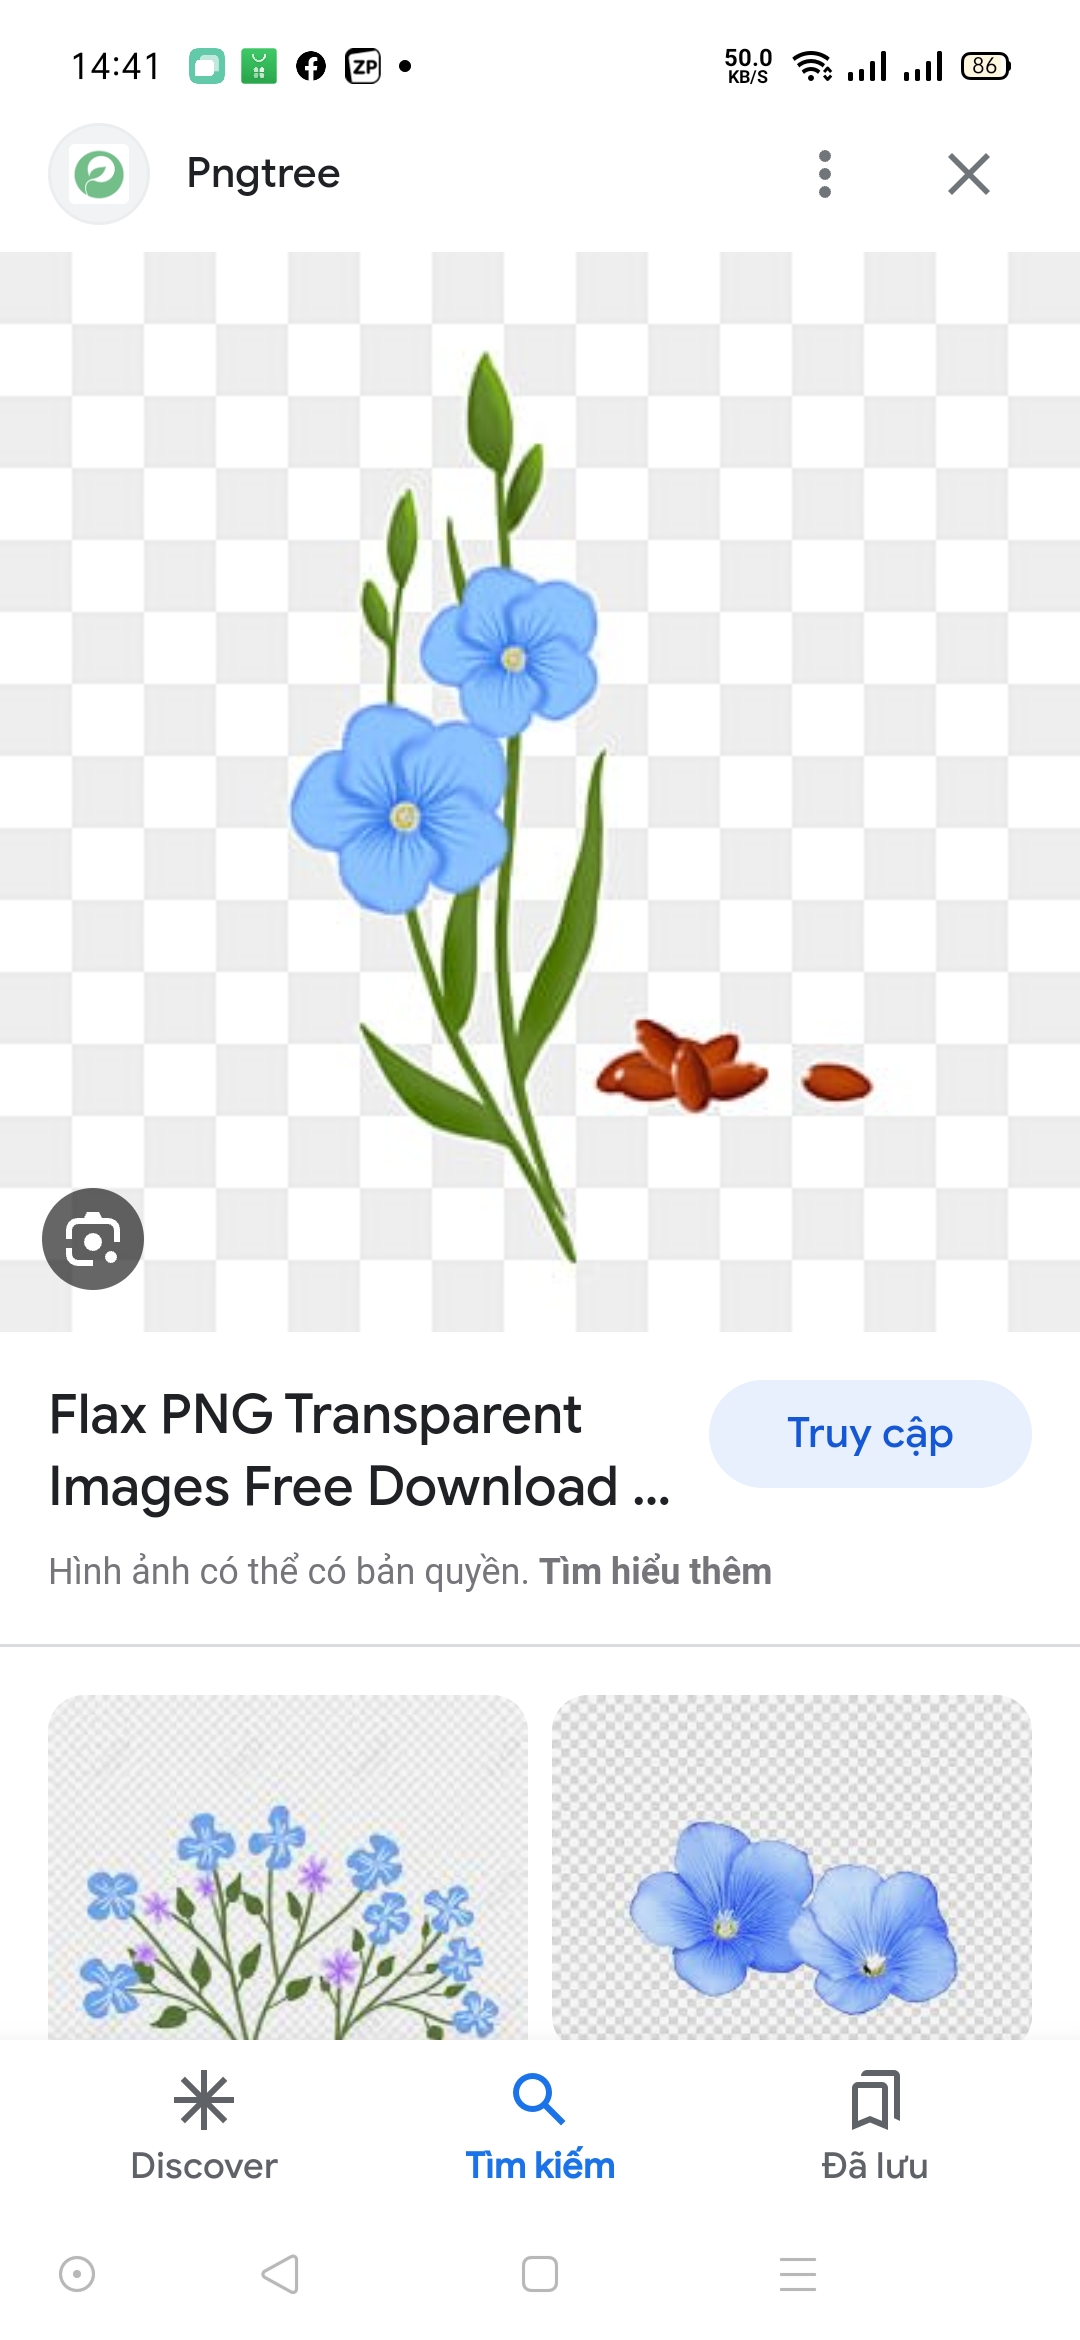 14:41
ZP
50.0
KB/S
86
Pngtree
Flax PNG Transparent
Images Free Download ...
Truy cập
Hình ảnh có thể có bản quyền. Tìm hiểu thêm
Discover
Tìm kiếm
Đã lưu